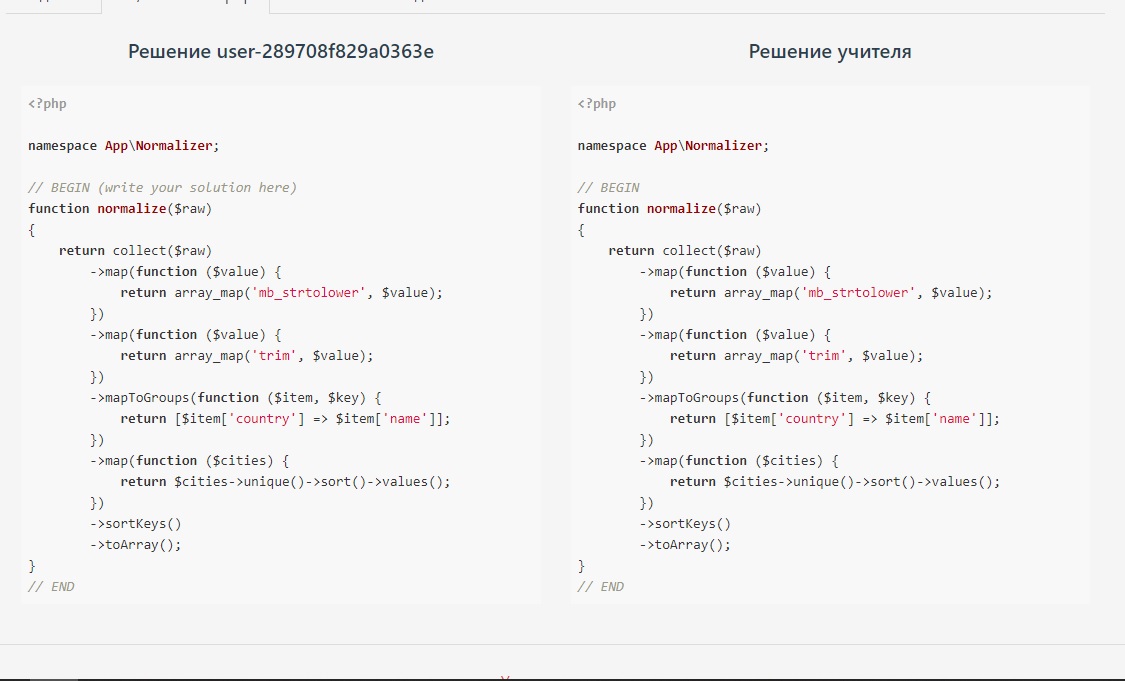 Решение user-289708f829a0363e
<?php
namespace App\Normalizer;
// BEGIN (write your solution here)
function normalize($raw)
{
return collect($raw)
->map(function ($value) {
return array_map('mb_strtolower', $value);
})
->map(function ($value) {
return array_map('trim', $value);
})
->mapToGroups(function ($item, $key) {
return [$item['country'] => $item['name']];
})
->map(function ($cities) {
return $cities->unique()->sort()->values();
})
->sortKeys()
->toArray();
}
// END
Решение учителя
<?php
namespace App\Normalizer;
// BEGIN
function normalize($raw)
{
return collect($raw)
->map(function ($value) {
return array_map('mb_strtolower', $value);
})
->map(function ($value) {
return array_map('trim', $value);
})
->mapToGroups(function ($item, $key) {
return [$item['country'] => $item['name']];
})
->map(function ($cities) {
return $cities->unique()->sort()->values();
})
->sortKeys()
->toArray();
}
// END